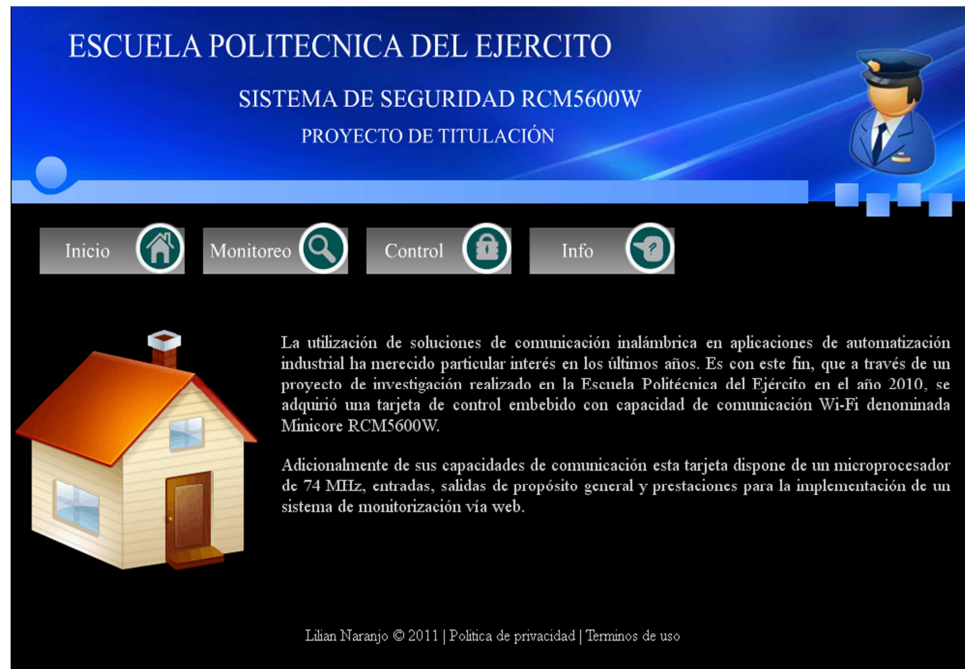 ESCUELA POLITECNICA DEL EJERCITO
SISTEMA DE SEGURIDAD RCM5600W
PROYECTO DE TITULACIÓN
Inicio
Monitoreo
Control
Info
?
La utilización de soluciones de comunicación inalámbrica en aplicaciones de automatización
industrial ha merecido particular interés en los últimos años. Es con este fin, que a través de un
proyecto de investigación realizado en la Escuela Politécnica del Ejército en el año 2010, se
adquirió una tarjeta de control embebido con capacidad de comunicación Wi-Fi denominada
Minicore RCM5600W.
Adicionalmente de sus capacidades de comunicación esta tarjeta dispone de un microprocesador
de 74 MHz, entradas, salidas de propósito general y prestaciones para la implementación de un
sistema de monitorización vía web.
Lilian Naranjo © 2011 | Politica de privacidad | Terminos de uso